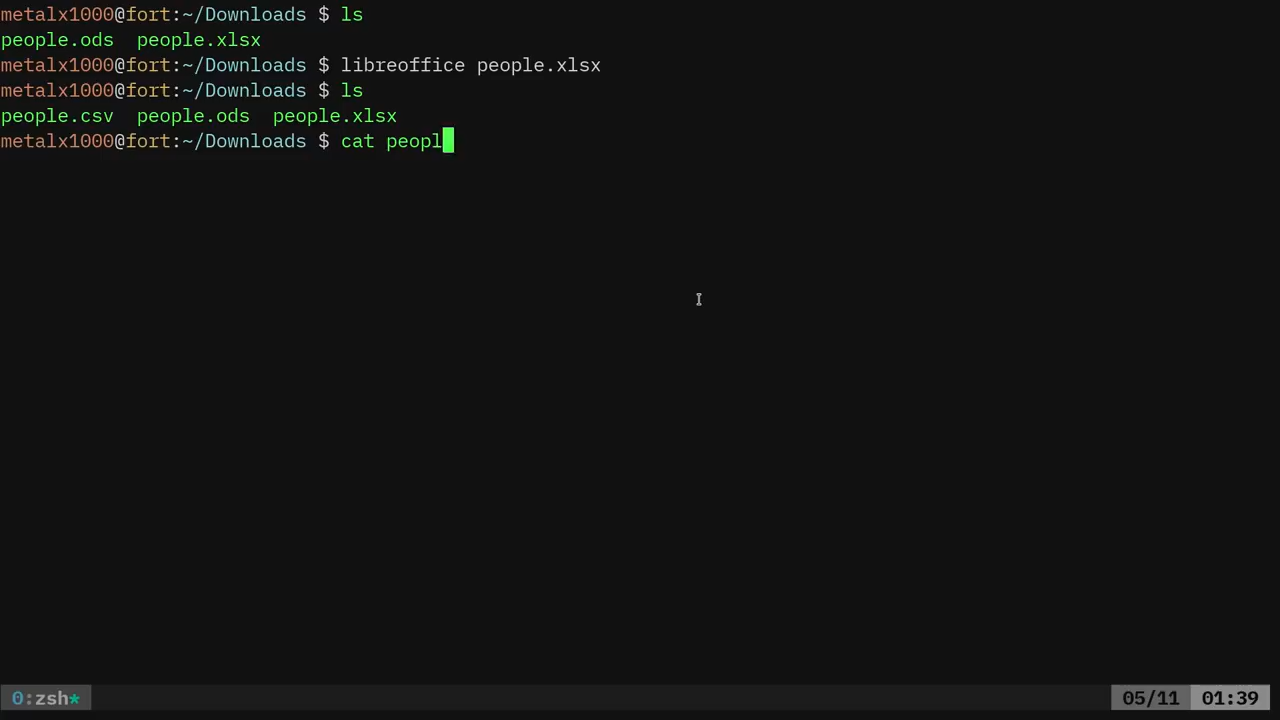 metalx1000@fort:~/Downloads $ ls
people.ods  people.xlsx
metalx1000@fort:~/Downloads $ libreoffice people.xlsx
metalx1000@fort:~/Downloads $ ls
people.csv  people.ods  people.xlsx
metalx1000@fort:~/Downloads $ cat peopl
0:zsh* 05/11 01:39